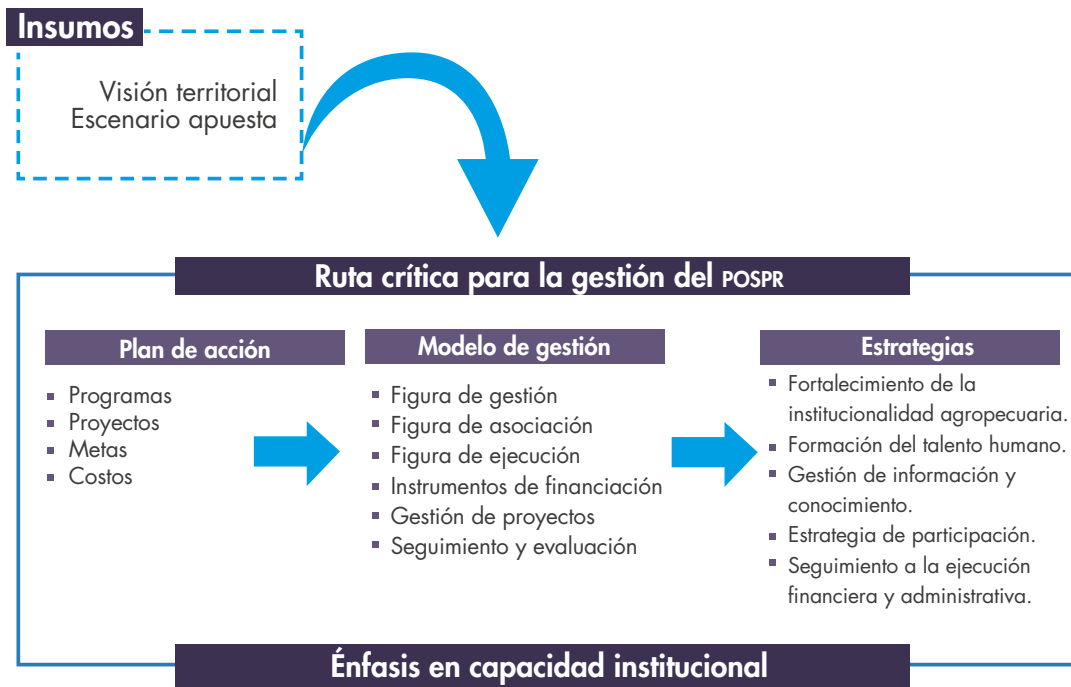 Insumos
Visión territorial
Escenario apuesta
Ruta crítica para la gestión del POSPR
Plan de acción
▪ Programas
▪ Proyectos
▪ Metas
▪ Costos
Modelo de gestión
▪ Figura de gestión
▪ Figura de asociación
▪ Figura de ejecución
▪ Instrumentos de financiación
▪ Gestión de proyectos
▪ Seguimiento y evaluación
Estrategias
▪ Fortalecimiento de la
institucionalidad agropecuaria.
▪ Formación del talento humano.
▪ Gestión de información y
conocimiento.
▪ Estrategia de participación.
▪ Seguimiento a la ejecución
financiera y administrativa.
Énfasis en capacidad institucional